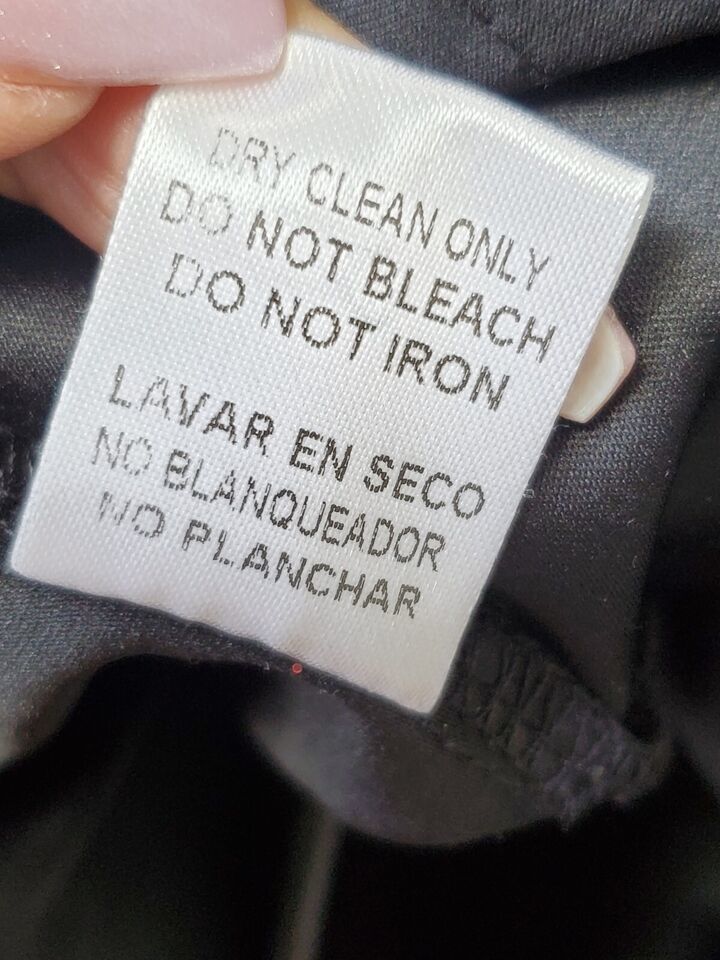 DRY CLEAN ONLY
DO NOT BLEACH
DO NOT IRON
LAVAR EN SECO
NO BLANQUEADOR
NO PLANCHAR